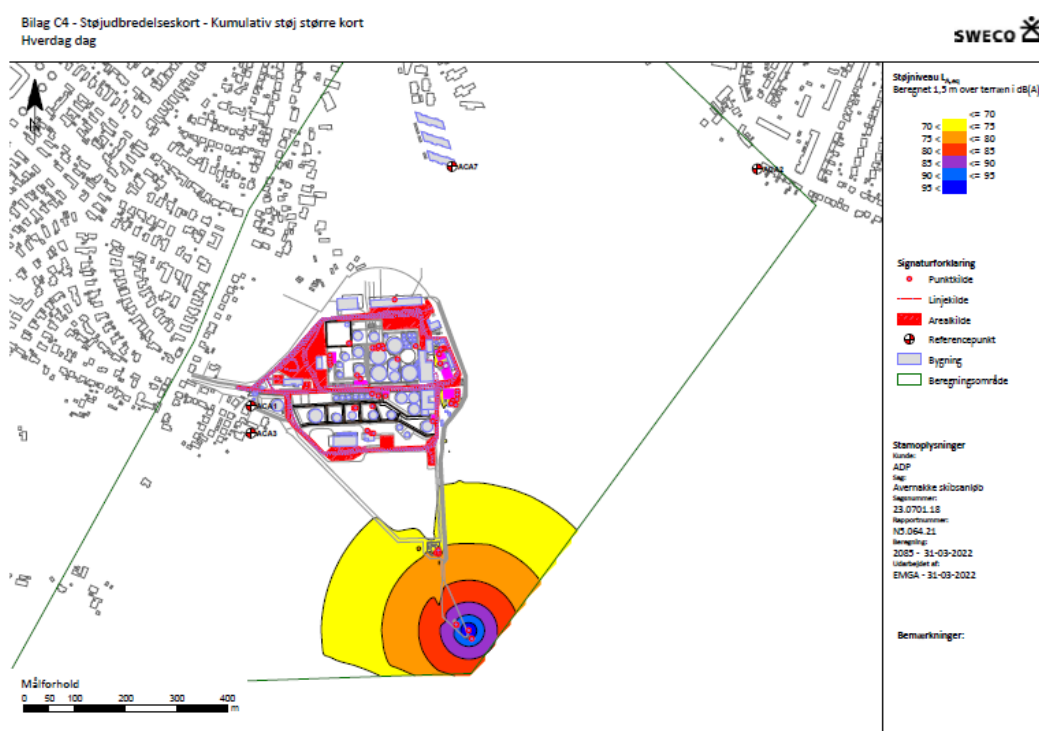 Bilag C4 - Støjudbredelseskort - Kumulativ støj større kort
Hverdag dag
SWECO
N
ACA7
ACA2
ACA1
ACA3
Målforhold
0 50 100 200 300 400
m
Støjniveau LA,eq
Beregnet 1,5 m over terræn i dB(A)
<= 70
70 < <= 75
75 < <= 80
80 < <= 85
85 < <= 90
90 < <= 95
95 <
Signaturforklaring
Punktkilde
Linjekilde
Arealkilde
Referencepunkt
Bygning
Beregningsområde
Stamoplysninger
Kunde:
ADP
Sag:
Avernakke skibsanløb
Sagsnummer:
23.0701.18
Rapportnummer:
N5.064.21
Beregning:
2085 - 31-03-2022
Udarbejdet af:
EMGA - 31-03-2022
Bemærkninger: